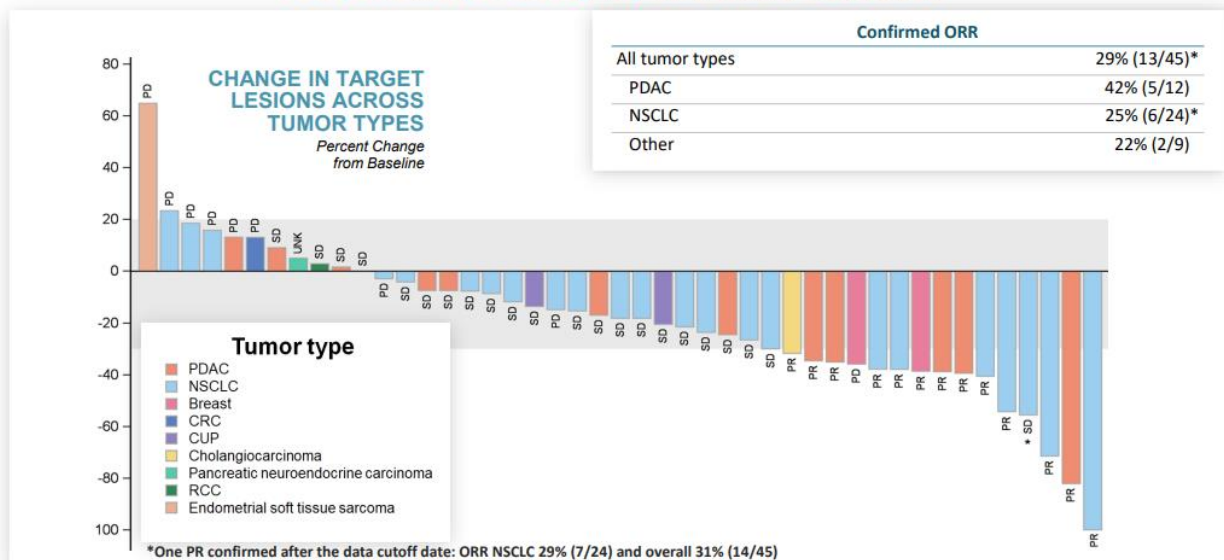 Confirmed ORR
All tumor types 29% (13/45)*
PDAC 42% (5/12)
NSCLC 25% (6/24)*
Other 22% (2/9)
CHANGE IN TARGET
LESIONS ACROSS
TUMOR TYPES
Percent Change
from Baseline
80
60
40
20
0
-20
-40
-60
-80
100
PD
PD
PD
PD
PD
PD
SD
UNK
SD
SD
SD
PD
SD
SD
SD
SD
SD
SD
SD
PD
SD
SD
SD
SD
SD
SD
SD
SD
SD
SD
PR
PR
PR
PD
PR
PR
PR
PR
PR
PR
PR
* SD
PR
PR
PR
Tumor type
PDAC
NSCLC
Breast
CRC
CUP
Cholangiocarcinoma
Pancreatic neuroendocrine carcinoma
RCC
Endometrial soft tissue sarcoma
*One PR confirmed after the data cutoff date: ORR NSCLC 29% (7/24) and overall 31% (14/45)